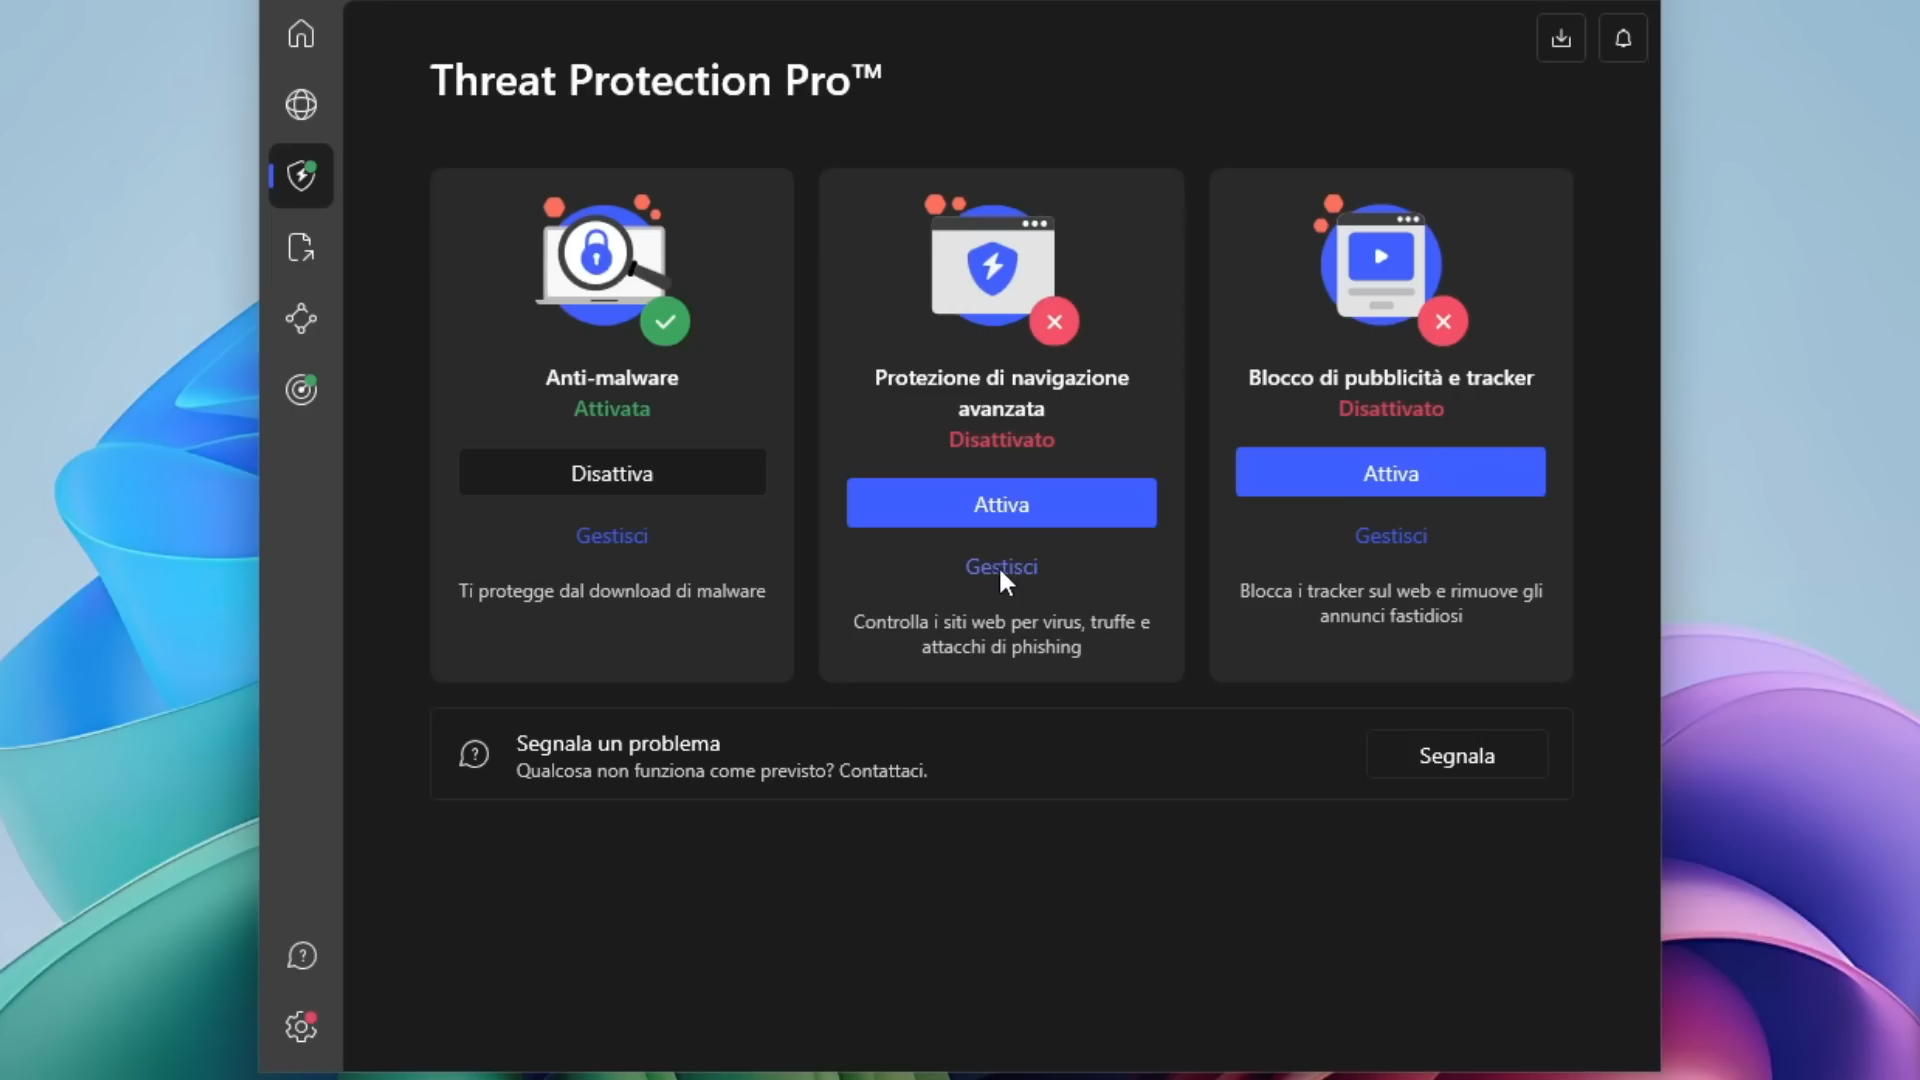 Threat Protection Pro™
Anti-malware
Attivata
Disattiva
Gestisci
Ti protegge dal download di malware
Protezione di navigazione
avanzata
Disattivato
Attiva
Gestisci
Controlla i siti web per virus, truffe e
attacchi di phishing
Blocco di pubblicità e tracker
Disattivato
Attiva
Gestisci
Blocca i tracker sul web e rimuove gli
annunci fastidiosi
Segnala un problema
Qualcosa non funziona come previsto? Contattaci.
Segnala